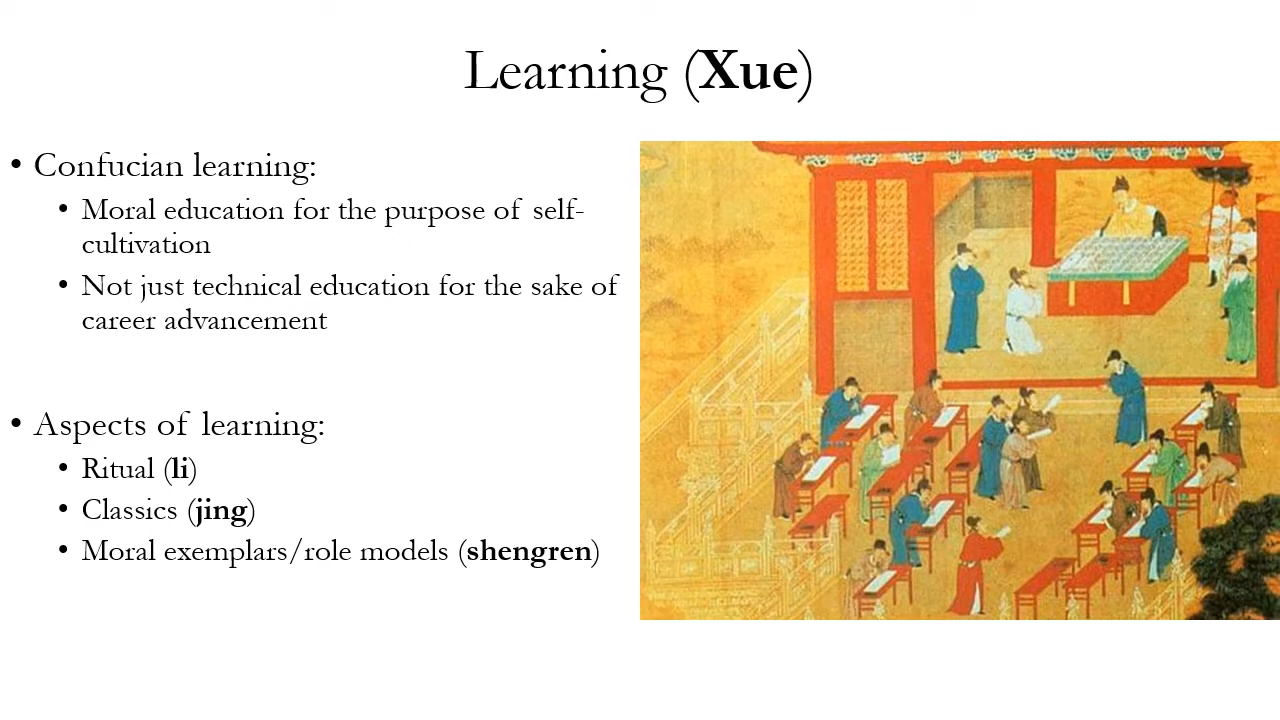 Learning (Xue)
• Confucian learning:
• Moral education for the purpose of self-
cultivation
• Not just technical education for the sake of
career advancement
• Aspects of learning:
• Ritual (li)
• Classics (jing)
• Moral exemplars/role models (shengren)